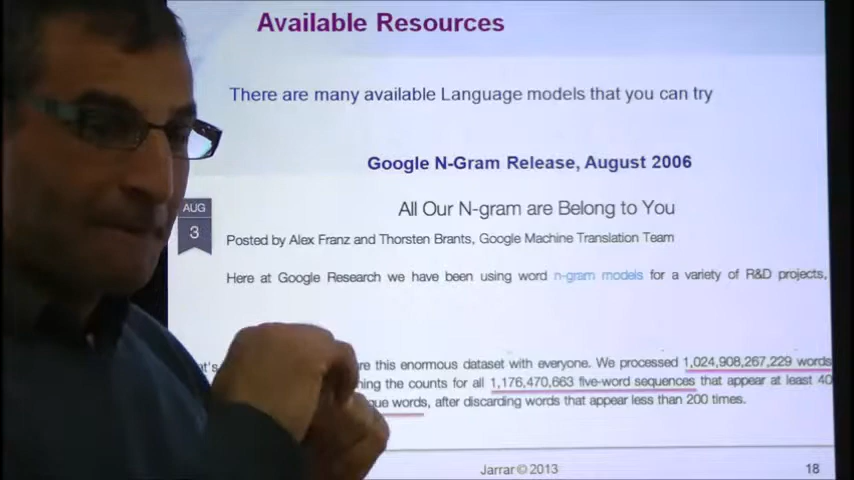 Available Resources
There are many available Language models that you can try
Google N-Gram Release, August 2006
AUG
3
All Our N-gram are Belong to You
Posted by Alex Franz and Thorsten Brants, Google Machine Translation Team
Here at Google Research we have been using word n-gram models for a variety of R&D projects,
this enormous dataset with everyone. We processed 1,024,908,267,229 words
the counts for all 1,176,470,663 five-word sequences that appear at least 40
words, after discarding words that appear less than 200 times.
Jarrar © 2013
18